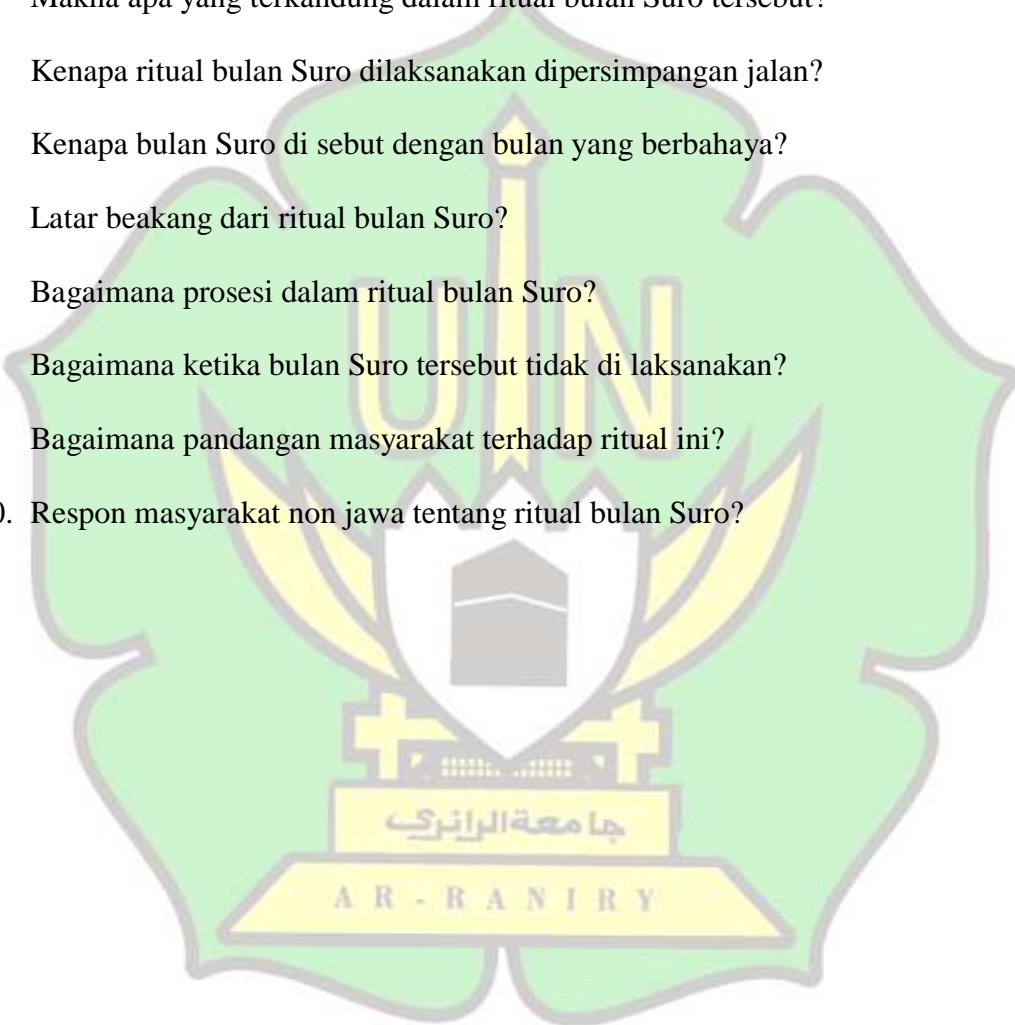 Makna apa yang terkandung dalam ritual bulan Suro tersebut?
Kenapa ritual bulan Suro dilaksanakan dipersimpangan jalan?
Kenapa bulan Suro di sebut dengan bulan yang berbahaya?
Latar beakang dari ritual bulan Suro?
Bagaimana prosesi dalam ritual bulan Suro?
Bagaimana ketika bulan Suro tersebut tidak di laksanakan?
Bagaimana pandangan masyarakat terhadap ritual ini?
0. Respon masyarakat non jawa tentang ritual bulan Suro?
UIN
جامعة الرانري
AR-RANIRY